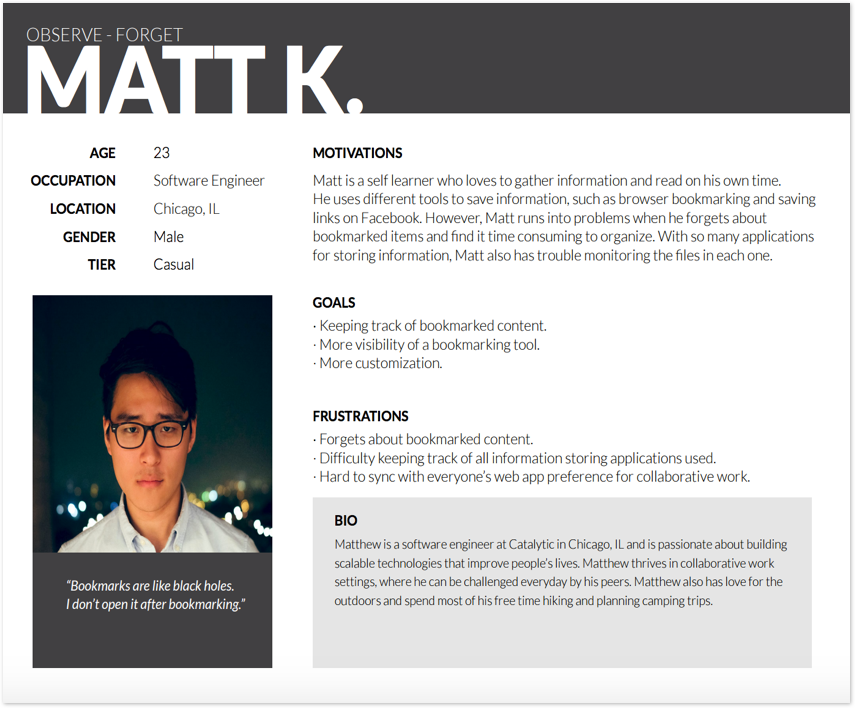 OBSERVE - FORGET
MATT K.
AGE 23
OCCUPATION Software Engineer
LOCATION Chicago, IL
GENDER Male
TIER Casual
“Bookmarks are like black holes.
I don’t open it after bookmarking.”
MOTIVATIONS
Matt is a self learner who loves to gather information and read on his own time.
He uses different tools to save information, such as browser bookmarking and saving
links on Facebook. However, Matt runs into problems when he forgets about
bookmarked items and find it time consuming to organize. With so many applications
for storing information, Matt also has trouble monitoring the files in each one.
GOALS
· Keeping track of bookmarked content.
· More visibility of a bookmarking tool.
· More customization.
FRUSTRATIONS
· Forgets about bookmarked content.
· Difficulty keeping track of all information storing applications used.
· Hard to sync with everyone’s web app preference for collaborative work.
BIO
Matthew is a software engineer at Catalytic in Chicago, IL and is passionate about building
scalable technologies that improve people’s lives. Matthew thrives in collaborative work
settings, where he can be challenged everyday by his peers. Matthew also has love for the
outdoors and spend most of his free time hiking and planning camping trips.